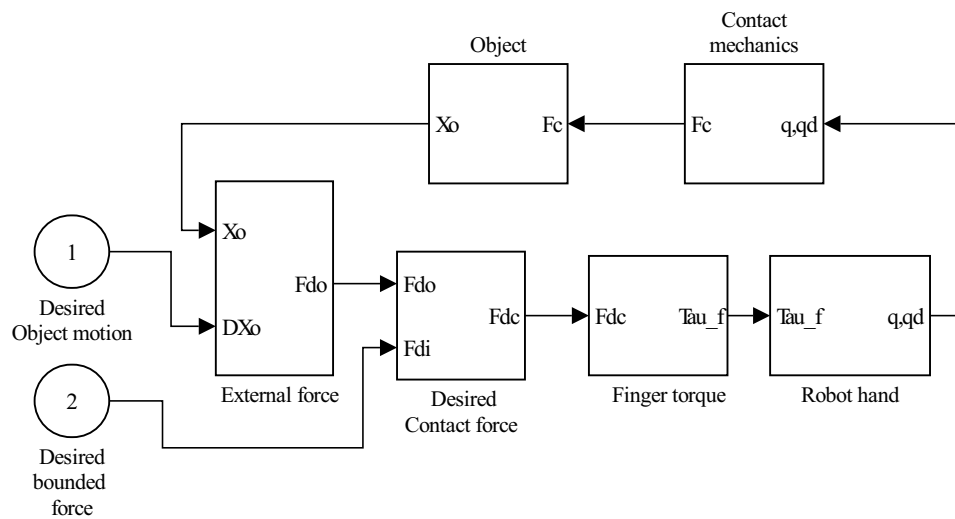 Object
Contact
mechanics
Xo
Fc
Fc
q,qd
1
Desired
Object motion
Xo
DXo
Fdo
External force
Fdo
Fdi
Fdc
Desired
Contact force
Fdc
Tau_f
Finger torque
Tau_f
q,qd
Robot hand
2
Desired
bounded
force